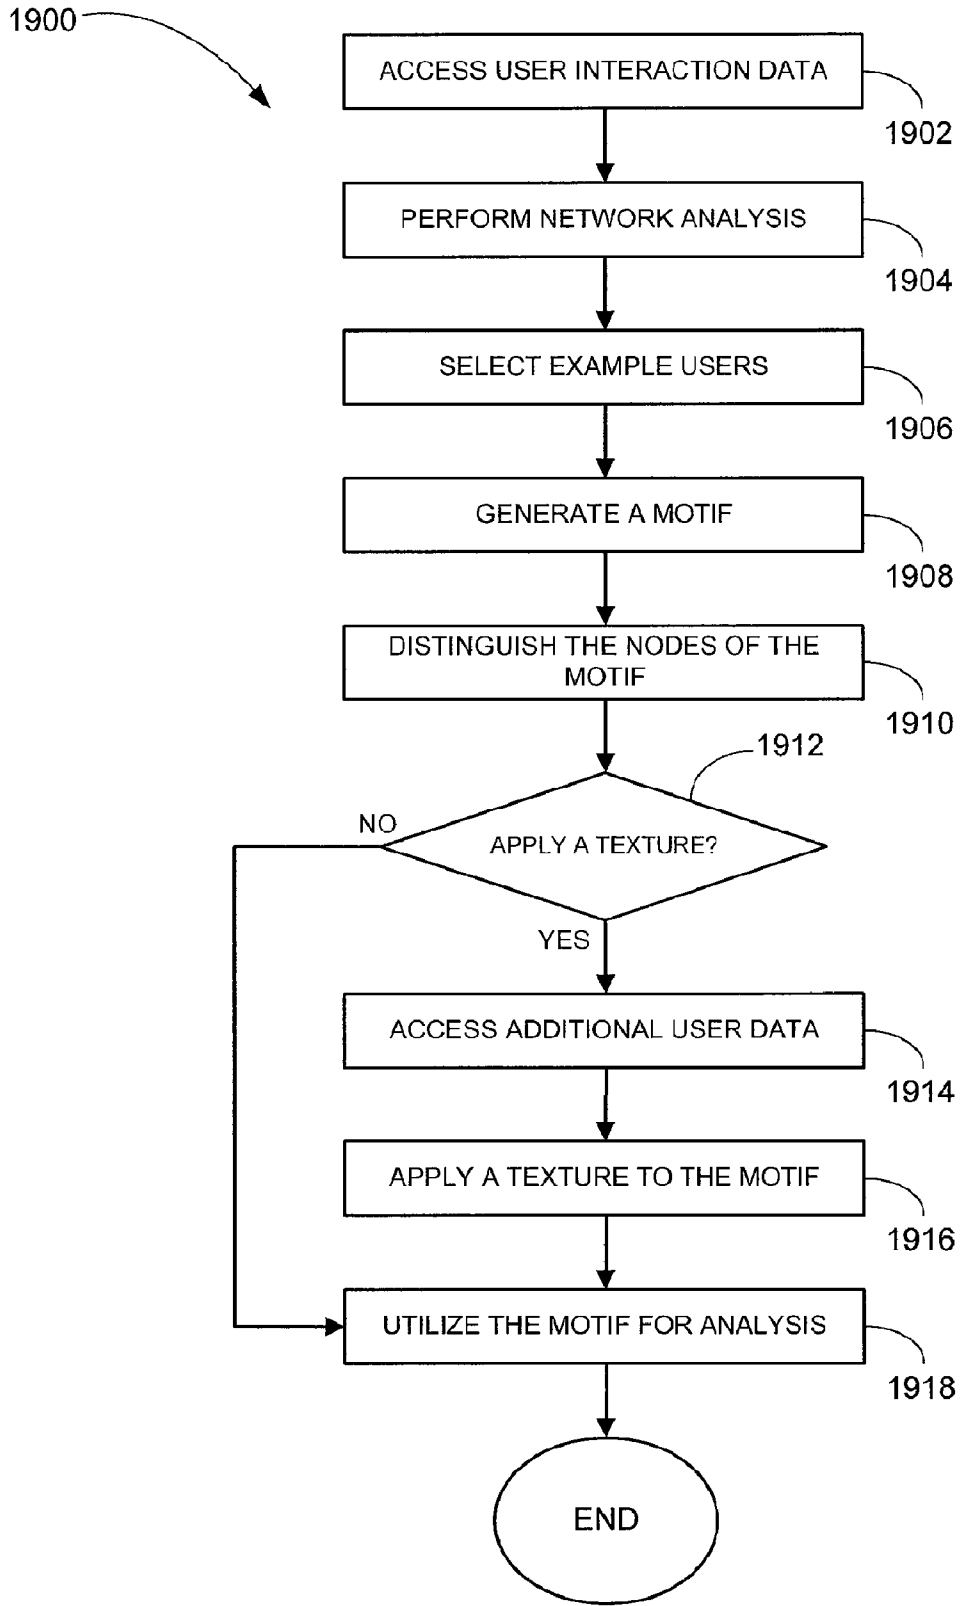 1900
ACCESS USER INTERACTION DATA
1902
PERFORM NETWORK ANALYSIS
1904
SELECT EXAMPLE USERS
1906
GENERATE A MOTIF
1908
DISTINGUISH THE NODES OF THE
MOTIF
1910
1912
APPLY A TEXTURE?
NO
YES
ACCESS ADDITIONAL USER DATA
1914
APPLY A TEXTURE TO THE MOTIF
1916
UTILIZE THE MOTIF FOR ANALYSIS
1918
END